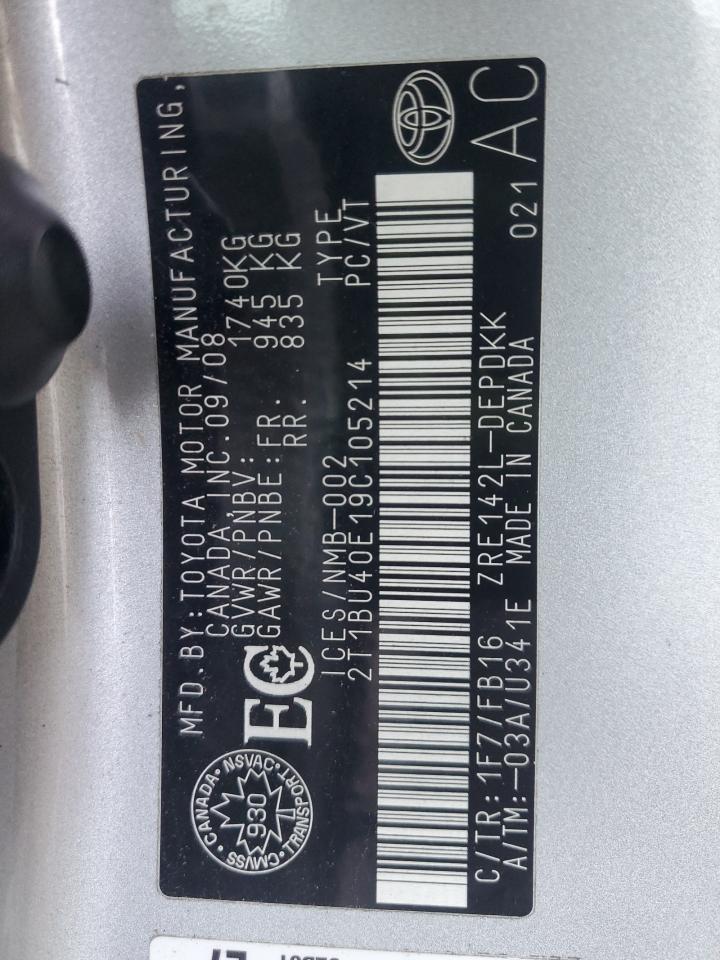 MFD.BY:TOYOTA MOTOR MANUFACTURING,
CANADA,INC.09/08
GVWR/PNBV: 1740KG
GAWR/PNBE:FR. 945 KG
RR. 835 KG
EC
CANADA • NSVAC • TRANSPORT • CMVSS •
930
ICES/NMB-002 TYPE
2T1BU40E19C105214 PC/VT
C/TR:1F7/FB16 ZRE142L-DEPDKK
A/TM:-03A/U341E MADE IN CANADA
021 AC